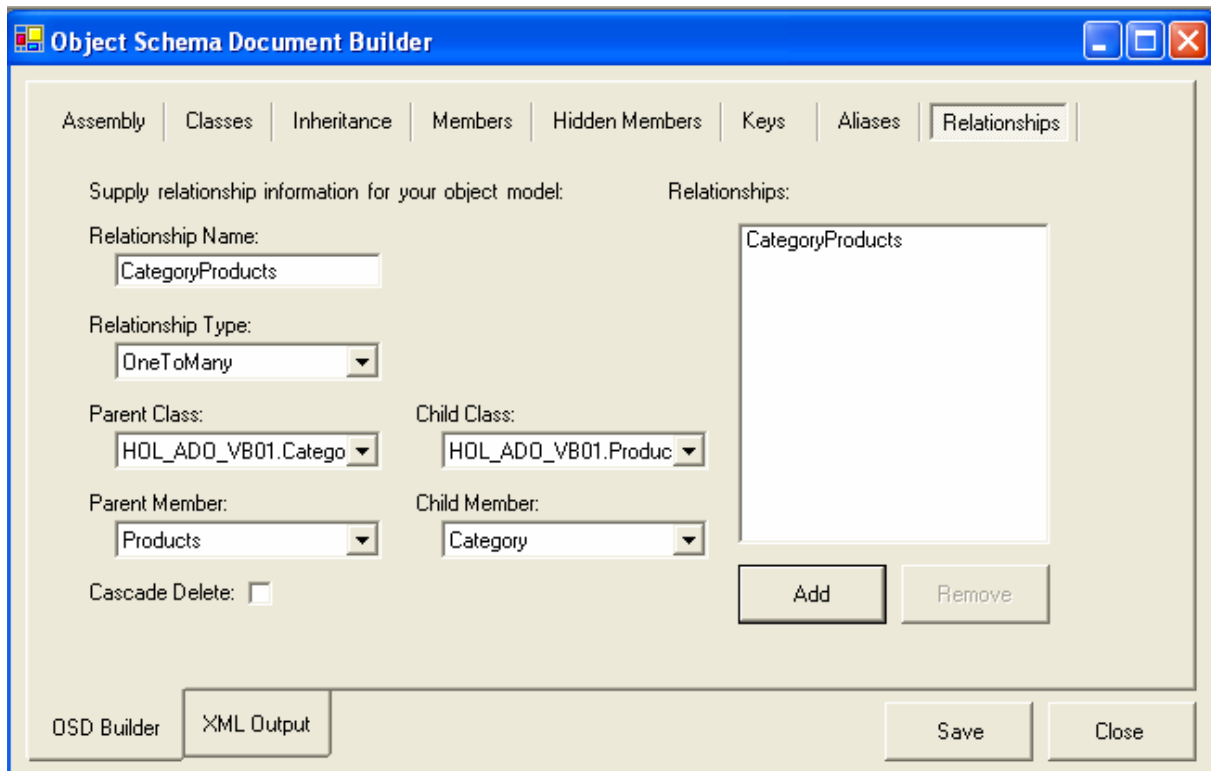 Object Schema Document Builder
Assembly Classes Inheritance Members Hidden Members Keys Aliases Relationships
Supply relationship information for your object model:
Relationships:
Relationship Name:
CategoryProducts
CategoryProducts
Relationship Type:
OneToMany
Parent Class:
Child Class:
HOL_ADO_VB01.Catego
HOL_ADO_VB01.Produc
Parent Member:
Child Member:
Products
Category
Cascade Delete:
Add
Remove
OSD Builder
XML Output
Save
Close